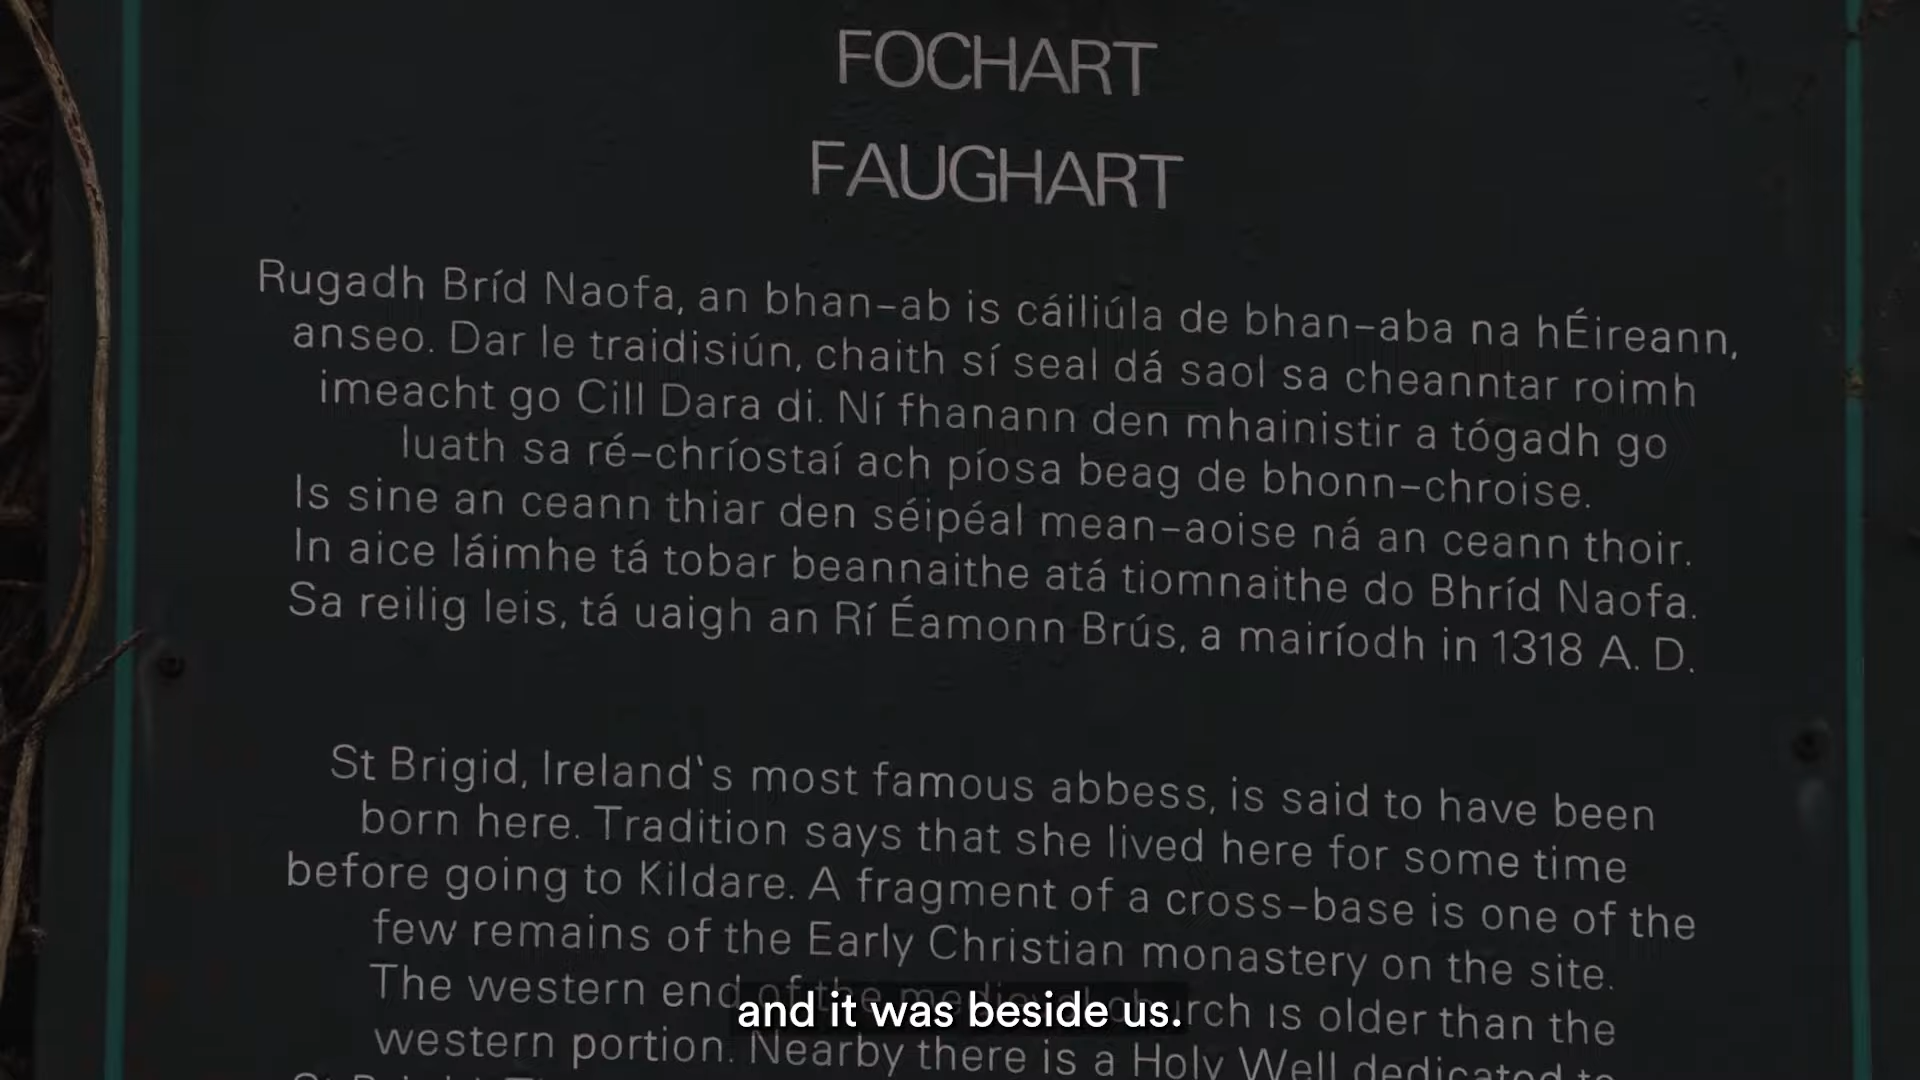 FOCHART
FAUGHART
Rugadh Bríd Naofa, an bhan-ab is cáiliúla de bhan-aba na hÉireann,
anseo. Dar le traidisiún, chaith sí seal dá saol sa cheanntar roimh
imeacht go Cill Dara di. Ní fhanann den mhainistir a tógadh go
luath sa ré-chríostaí ach píosa beag de bhonn-chroise.
Is sine an ceann thiar den séipéal mean-aoise ná an ceann thoir.
In aice láimhe tá tobar beannaithe atá tiomnaithe do Bhríd Naofa.
Sa reilig leis, tá uaigh an Rí Éamonn Brús, a mairíodh in 1318 A. D.
St Brigid, Ireland's most famous abbess, is said to have been
born here. Tradition says that she lived here for some time
before going to Kildare. A fragment of a cross-base is one of the
few remains of the Early Christian monastery on the site.
The western end of the medieval church is older than the
western portion. Nearby there is a Holy Well dedicated to
and it was beside us.